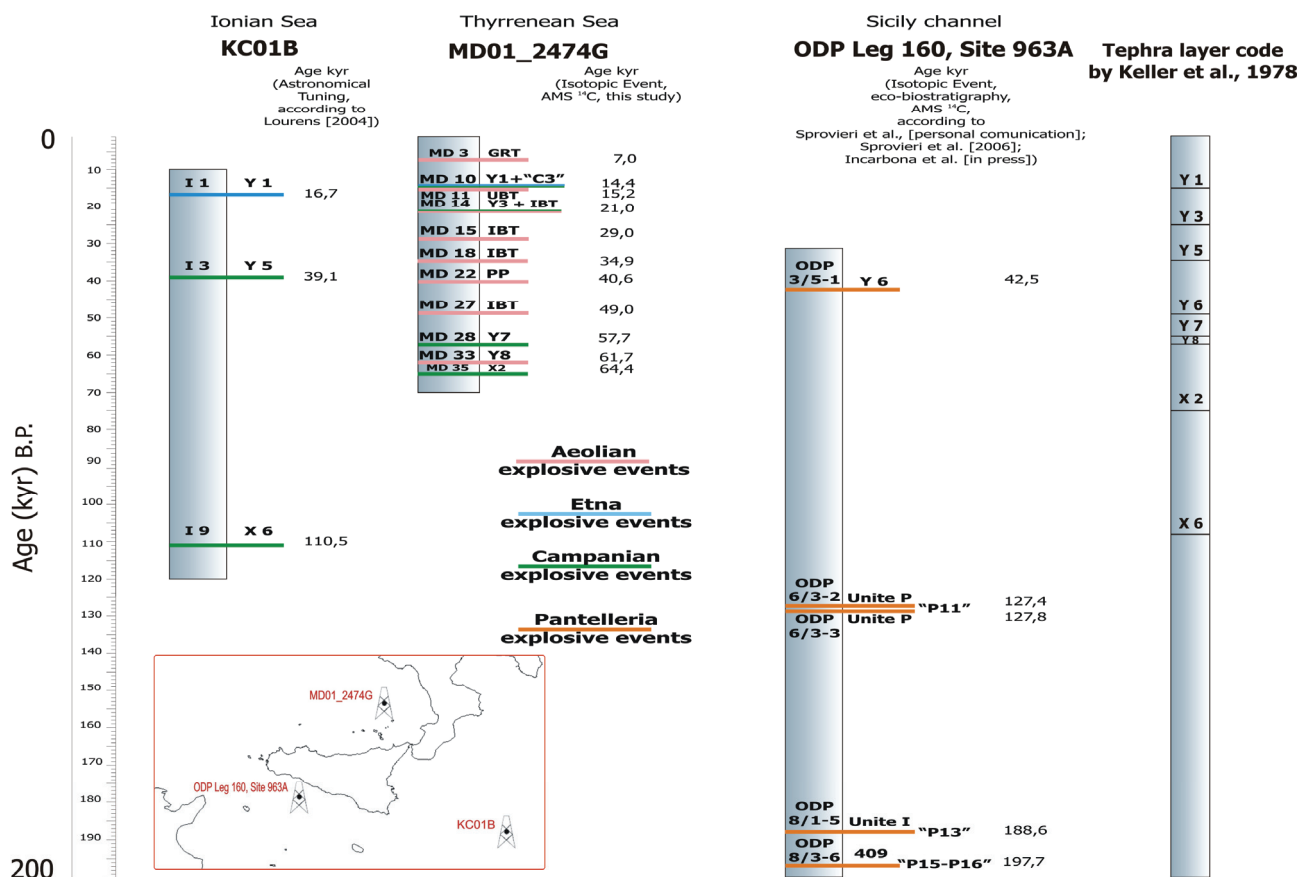 Ionian Sea
KC01B
Age kyr
(Astronomical
Tuning,
according to
Lourens [2004])
Thyrrenean Sea
MD01_2474G
Age kyr
(Isotopic Event,
AMS ¹⁴C, this study)
Sicily channel
ODP Leg 160, Site 963A
Age kyr
(Isotopic Event,
eco-biostratigraphy,
AMS ¹⁴C,
according to
Sprovieri et al., [personal comunication];
Sprovieri et al. [2006];
Incarbona et al. [in press])
Tephra layer code
by Keller et al., 1978
Age (kyr) B.P.
0
10
20
30
40
50
60
70
80
90
100
110
120
130
140
150
160
170
180
190
200
I 1 Y 1 16,7
I 3 Y 5 39,1
I 9 X 6 110,5
MD 3 GRT 7,0
MD 10 Y1+“C3” 14,4
MD 11 UBT 15,2
MD 14 Y3 + IBT 21,0
MD 15 IBT 29,0
MD 18 IBT 34,9
MD 22 PP 40,6
MD 27 IBT 49,0
MD 28 Y7 57,7
MD 33 Y8 61,7
MD 35 X2 64,4
Aeolian
explosive events
Etna
explosive events
Campanian
explosive events
Pantelleria
explosive events
ODP
3/5-1 Y 6 42,5
ODP
6/3-2 Unite P 127,4
“P11”
ODP Unite P 127,8
6/3-3
ODP
8/1-5 Unite I “P13” 188,6
ODP
8/3-6 409 “P15-P16” 197,7
Y 1
Y 3
Y 5
Y 6
Y 7
Y 8
X 2
X 6
MD01_2474G
ODP Leg 160, Site 963A
KC01B